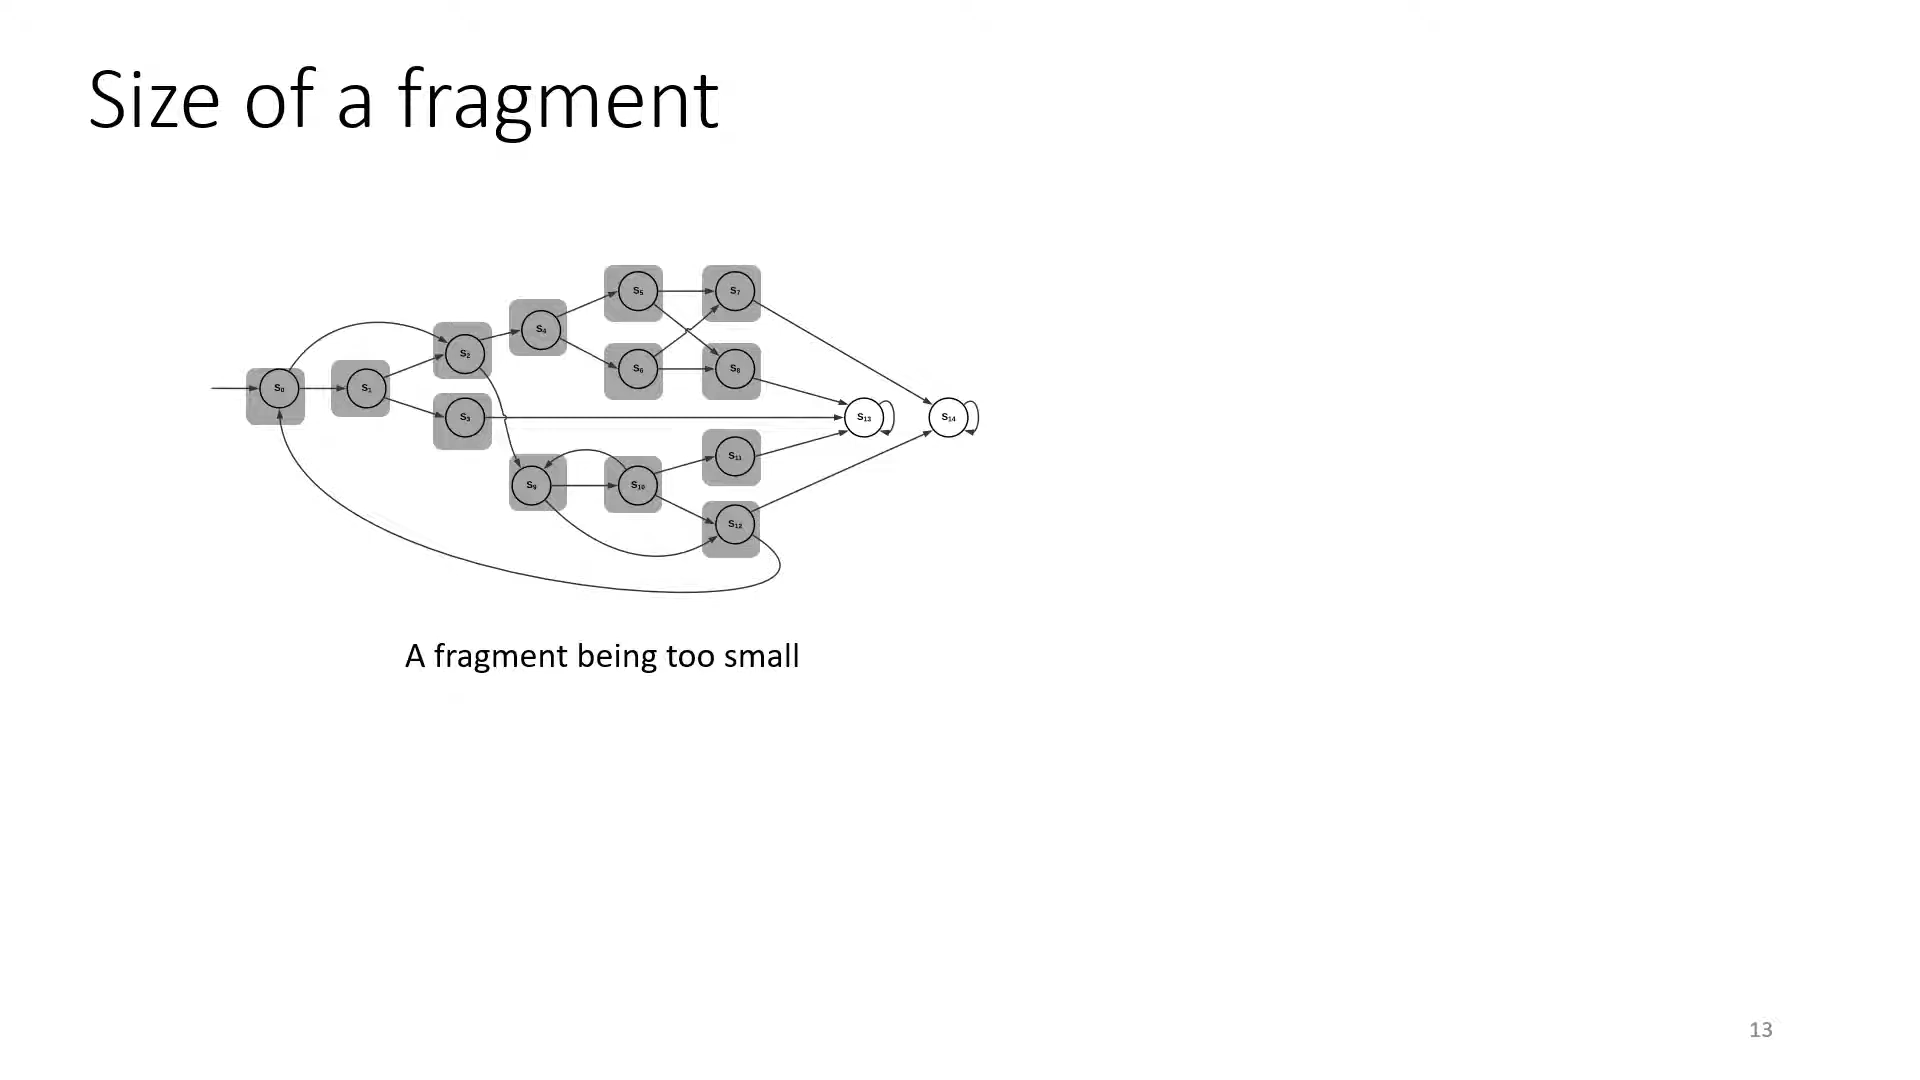 Size of a fragment
S₅
S₇
S₄
S₂
S₆
S₈
S₀
S₁
S₃
S₁₃
S₁₄
S₁₁
S₉
S₁₀
S₁₂
A fragment being too small
13